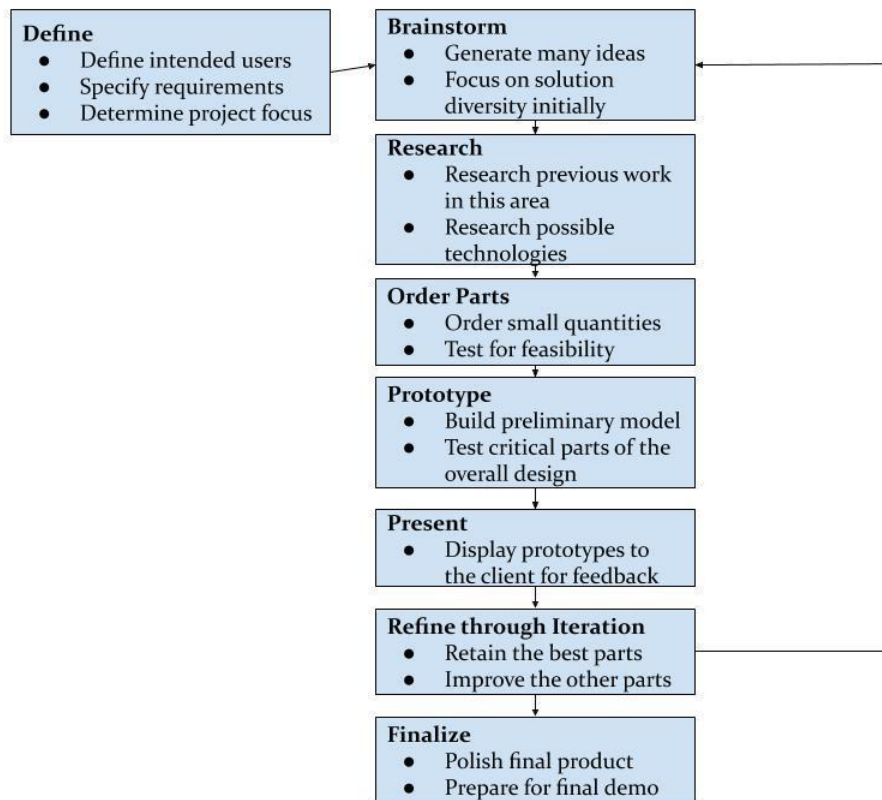 Define
● Define intended users
● Specify requirements
● Determine project focus
Brainstorm
● Generate many ideas
● Focus on solution
diversity initially
Research
● Research previous work
in this area
● Research possible
technologies
Order Parts
● Order small quantities
● Test for feasibility
Prototype
● Build preliminary model
● Test critical parts of the
overall design
Present
● Display prototypes to
the client for feedback
Refine through Iteration
● Retain the best parts
● Improve the other parts
Finalize
● Polish final product
● Prepare for final demo